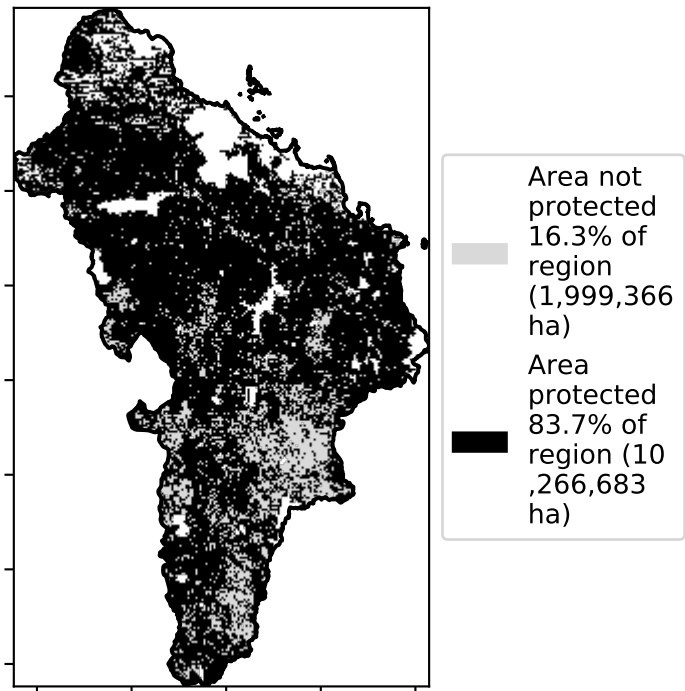 Area not
protected
16.3% of
region
(1,999,366
ha)
Area
protected
83.7% of
region (10
,266,683
ha)